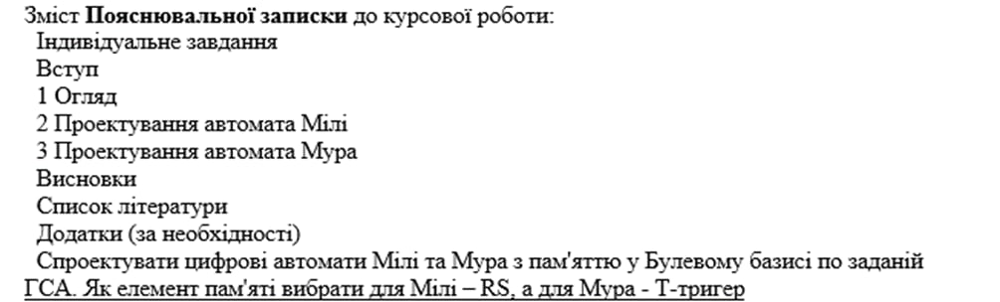 Зміст Пояснювальної записки до курсової роботи:
Індивідуальне завдання
Вступ
1 Огляд
2 Проектування автомата Мілі
3 Проектування автомата Мура
Висновки
Список літератури
Додатки (за необхідності)
Спроектувати цифрові автомати Мілі та Мура з пам'яттю у Булевому базисі по заданій
ГСА. Як елемент пам'яті вибрати для Мілі – RS, а для Мура - Т-тригер